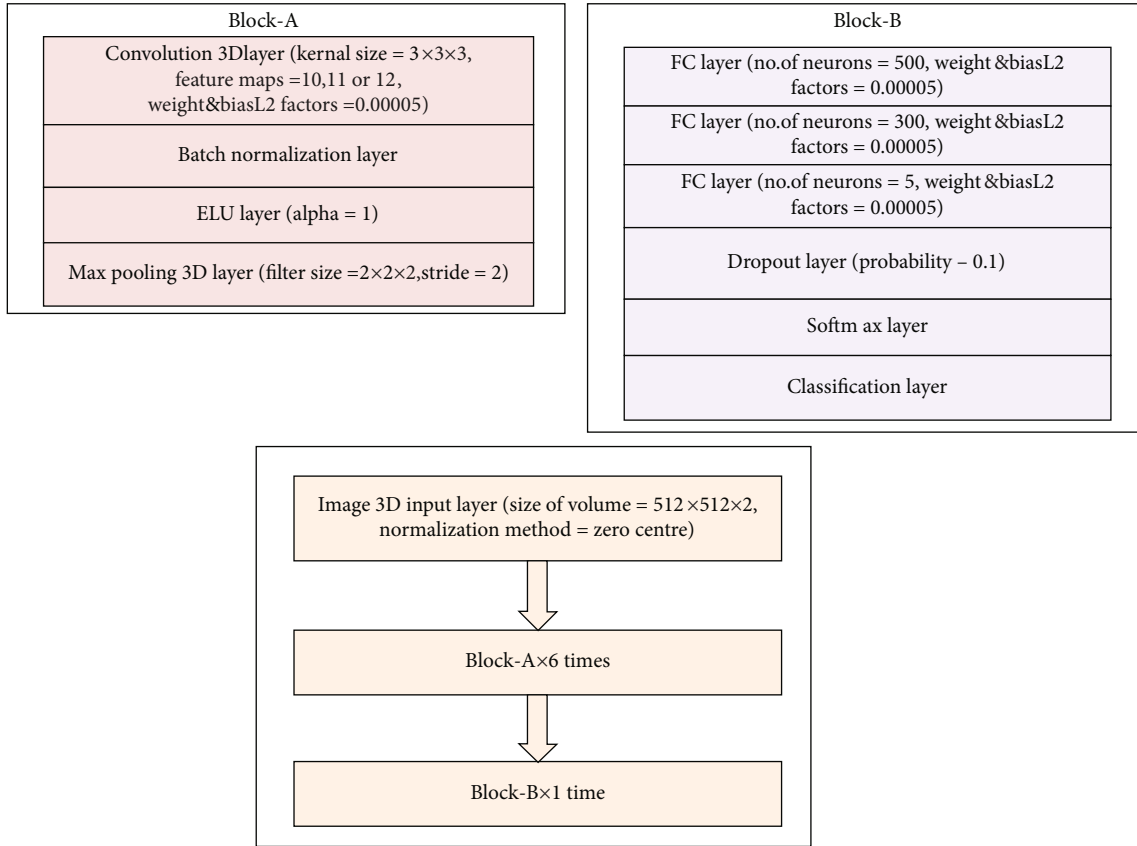 Block-A
Convolution 3Dlayer (kernal size = 3×3×3,
feature maps =10,11 or 12,
weight&biasL2 factors =0.00005)
Batch normalization layer
ELU layer (alpha = 1)
Max pooling 3D layer (filter size =2×2×2,stride = 2)
Block-B
FC layer (no.of neurons = 500, weight &biasL2
factors = 0.00005)
FC layer (no.of neurons = 300, weight &biasL2
factors = 0.00005)
FC layer (no.of neurons = 5, weight &biasL2
factors = 0.00005)
Dropout layer (probability – 0.1)
Softm ax layer
Classification layer
Image 3D input layer (size of volume = 512 ×512×2,
normalization method = zero centre)
Block-A×6 times
Block-B×1 time